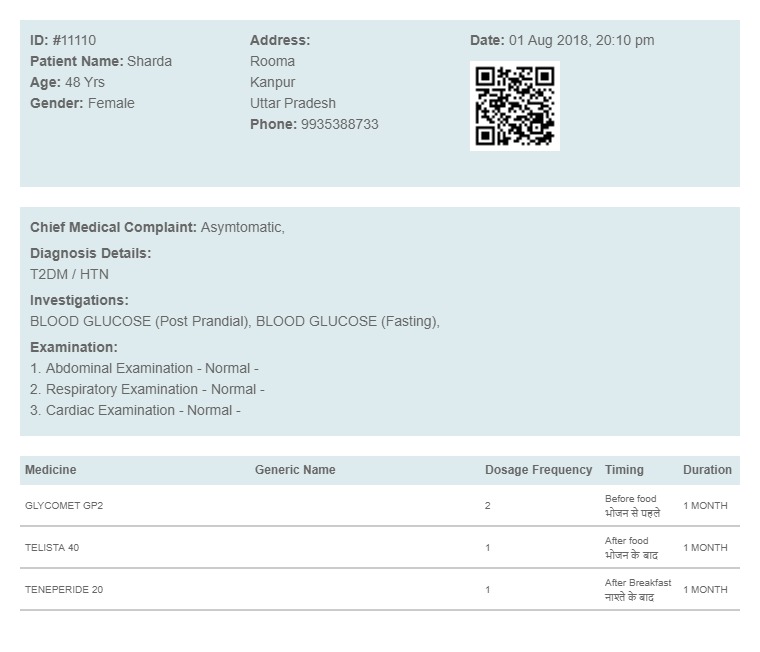 ID: #11110
Patient Name: Sharda
Age: 48 Yrs
Gender: Female
Address:
Rooma
Kanpur
Uttar Pradesh
Phone: 9935388733
Date: 01 Aug 2018, 20:10 pm
Chief Medical Complaint: Asymtomatic,
Diagnosis Details:
T2DM / HTN
Investigations:
BLOOD GLUCOSE (Post Prandial), BLOOD GLUCOSE (Fasting),
Examination:
1. Abdominal Examination - Normal -
2. Respiratory Examination - Normal -
3. Cardiac Examination - Normal -
Medicine Generic Name Dosage Frequency Timing Duration
GLYCOMET GP2 2 Before food 1 MONTH
भोजन से पहले
TELISTA 40 1 After food 1 MONTH
भोजन के बाद
TENEPERIDE 20 1 After Breakfast 1 MONTH
नाश्ते के बाद